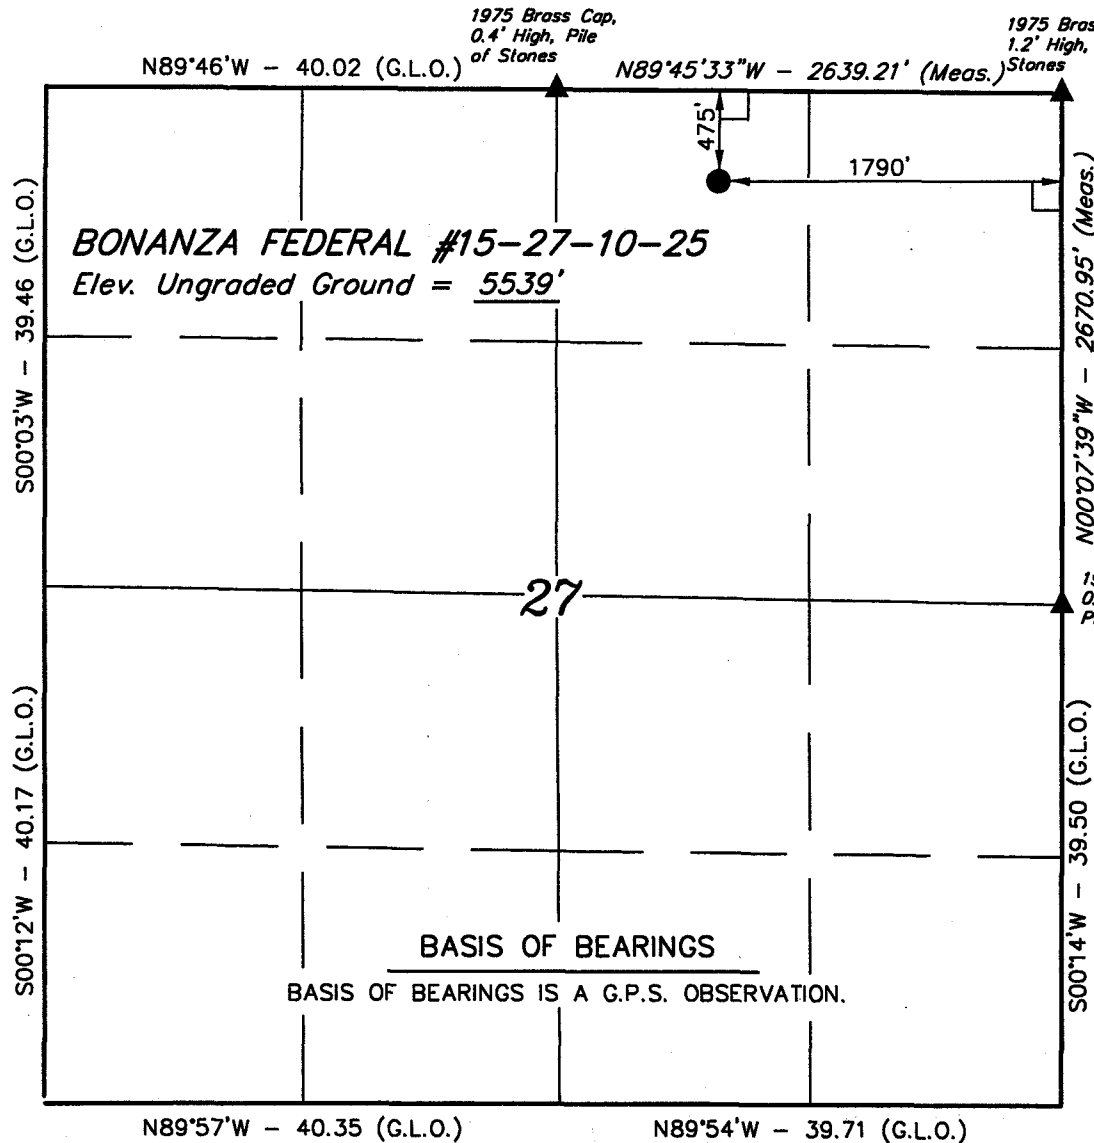 1975 Brass Cap,
0.4' High, Pile
of Stones
1975 Bras
1.2' High,
Stones
N89°46'W – 40.02 (G.L.O.)
N89°45'33"W – 2639.21' (Meas.)
475'
1790'
S00°03'W – 39.46 (G.L.O.)
N00°07'39"W – 2670.95' (Meas.)
BONANZA FEDERAL #15-27-10-25
Elev. Ungraded Ground = 5539'
27
S00°12'W – 40.17 (G.L.O.)
S00°14'W – 39.50 (G.L.O.)
BASIS OF BEARINGS
BASIS OF BEARINGS IS A G.P.S. OBSERVATION.
N89°57'W – 40.35 (G.L.O.)
N89°54'W – 39.71 (G.L.O.)